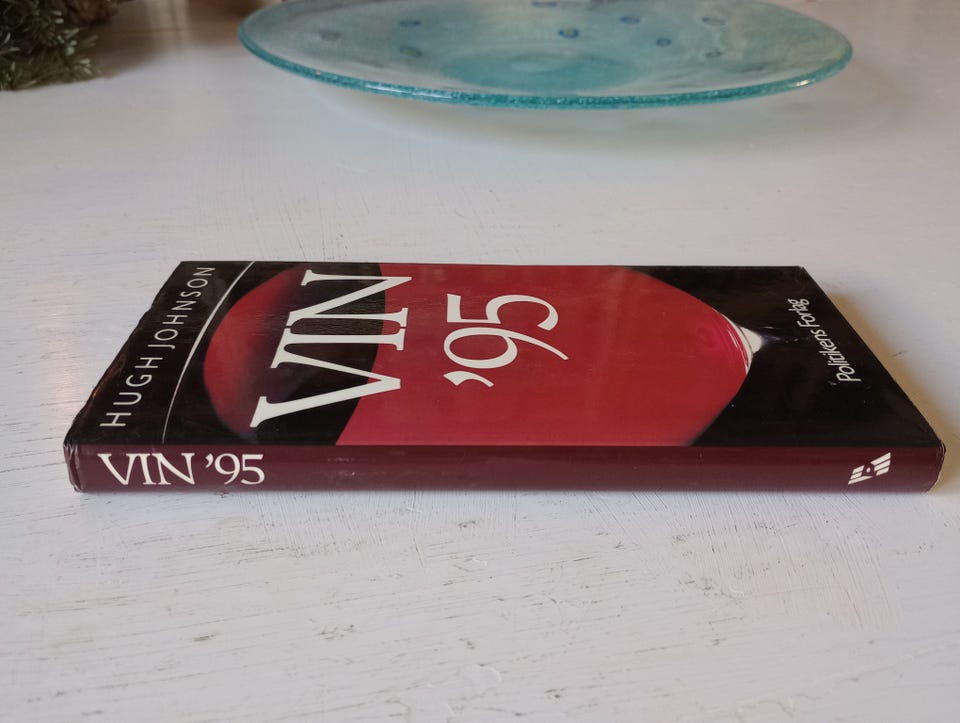 HUGH JOHNSON
VIN
'95
Politikens Forlag
VIN '95